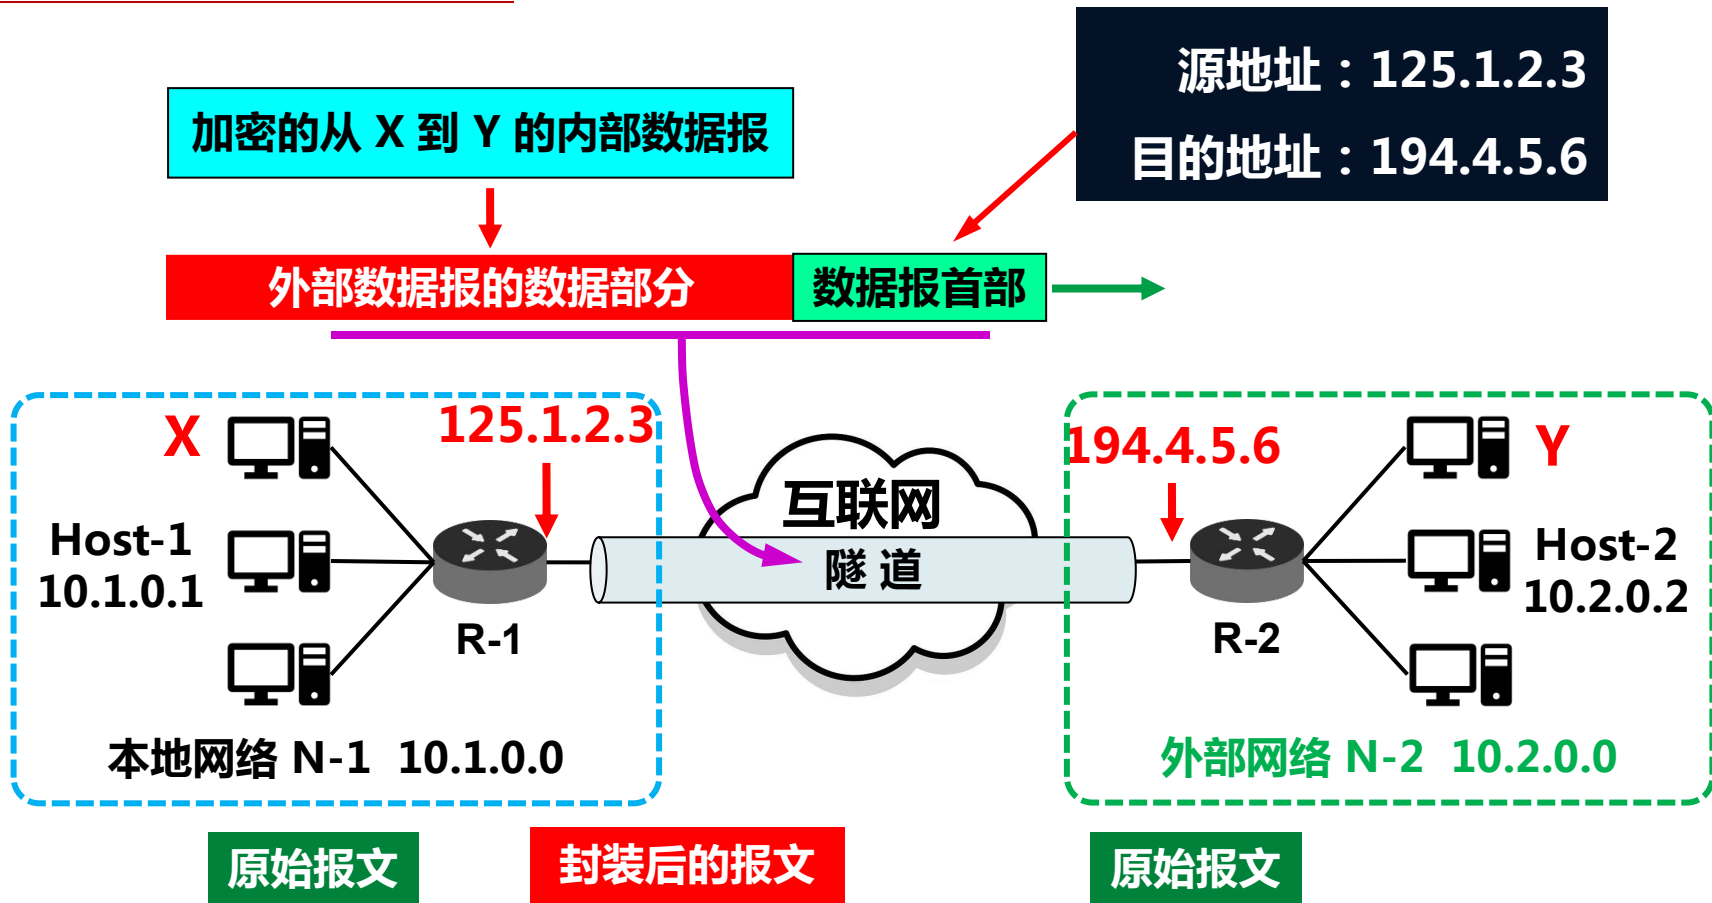 源地址：125.1.2.3
目的地址：194.4.5.6
加密的从 X 到 Y 的内部数据报
外部数据报的数据部分
数据报首部
X
125.1.2.3
Host-1
10.1.0.1
R-1
本地网络 N-1 10.1.0.0
互联网
隧 道
194.4.5.6
Y
Host-2
10.2.0.2
R-2
外部网络 N-2 10.2.0.0
原始报文
封装后的报文
原始报文